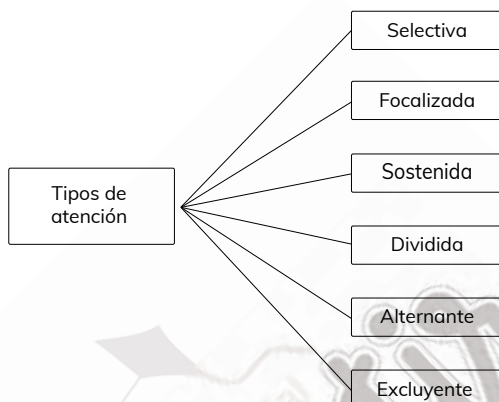 Tipos de
atención
Selectiva
Focalizada
Sostenida
Dividida
Alternante
Excluyente